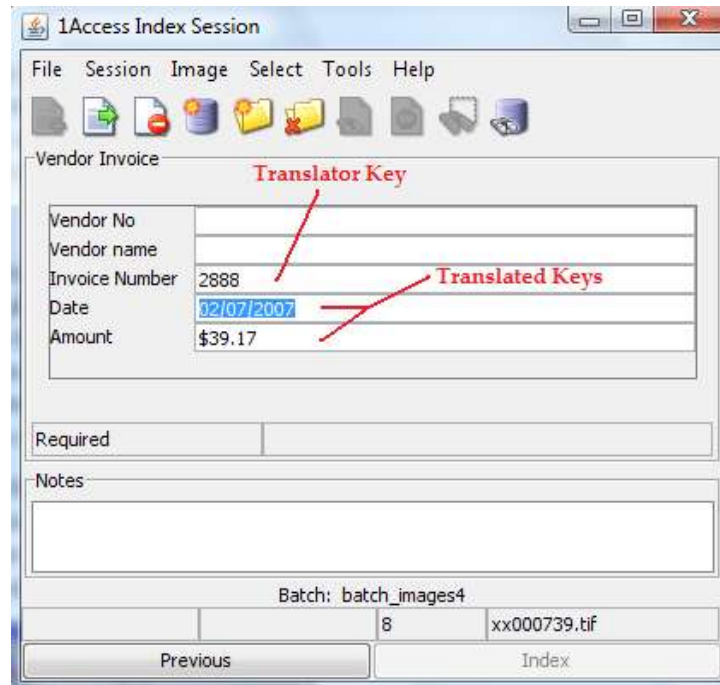 1Access Index Session
File Session Image Select Tools Help
Vendor Invoice
Translator Key
Vendor No
Vendor name
Invoice Number 2888
Translated Keys
Date 02/07/2007
Amount $39.17
Required
Notes
Batch: batch_images4
8 xx000739.tif
Previous Index